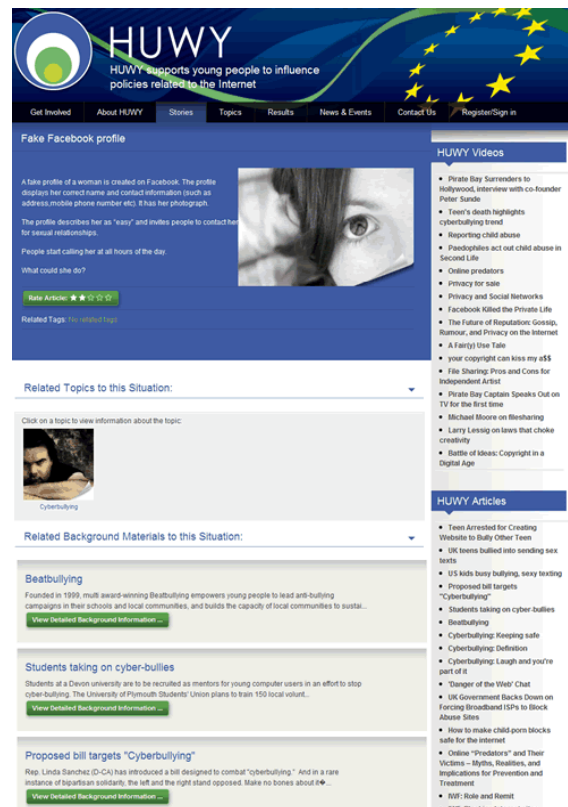 HUWY
HUWY supports young people to influence
policies related to the Internet
Get Involved
About HUWY
Stories
Topics
Results
News & Events
Contact Us
Register/Sign in
Fake Facebook profile
A fake profile of a woman is created on Facebook. The profile
displays her correct name and contact information (such as
address,mobile phone number etc). It has her photograph.
The profile describes her as "easy" and invites people to contact her
for sexual relationships.
People start calling her at all hours of the day.
What could she do?
Rate Article:
Related Tags: No related tags
Related Topics to this Situation:
Click on a topic to view information about the topic:
Cyberbullying
Related Background Materials to this Situation:
Beatbullying
Founded in 1999, multi award-winning Beatbullying empowers young people to lead anti-bullying
campaigns in their schools and local communities, and builds the capacity of local communities to sustai...
View Detailed Background Information ...
Students taking on cyber-bullies
Students at a Devon university are to be recruited as mentors for young computer users in an effort to stop
cyber-bullying. The University of Plymouth Students' Union plans to train 150 local volunt...
View Detailed Background Information ...
Proposed bill targets "Cyberbullying"
Rep. Linda Sanchez (D-CA) has introduced a bill designed to combat "cyberbullying." And in a rare
instance of bipartisan solidarity, the left and the right stand opposed. Make no bones about
View Detailed Background Information ...
HUWY Videos
Pirate Bay Surrenders to
Hollywood, interview with co-founder
Peter Sunde
Teen's death highlights
cyberbullying trend
Reporting child abuse
Paedophiles act out child abuse in
Second Life
Online predators
Privacy for sale
Privacy and Social Networks
Facebook Killed the Private Life
The Future of Reputation: Gossip,
Rumour, and Privacy on the Internet
A Fair(y) Use Tale
your copyright can kiss my a$$
File Sharing: Pros and Cons for
Independent Artist
Pirate Bay Captain Speaks Out on
TV for the first time
Michael Moore on filesharing
Larry Lessig on laws that choke
creativity
Battle of Ideas: Copyright in a
Digital Age
HUWY Articles
Teen Arrested for Creating
Website to Bully Other Teen
UK teens bullied into sending sex
texts
US kids busy bullying, sexy texting
Proposed bill targets
"Cyberbullying"
Students taking on cyber-bullies
Beatbullying
Cyberbullying: Keeping safe
Cyberbullying: Definition
Cyberbullying: Laugh and you're
part of it
'Danger of the Web' Chat
UK Government Backs Down on
Forcing Broadband ISPs to Block
Abuse Sites
How to make child-porn blocks
safe for the internet
Online "Predators" and Their
Victims – Myths, Realities, and
Implications for Prevention and
Treatment
IWF: Role and Remit